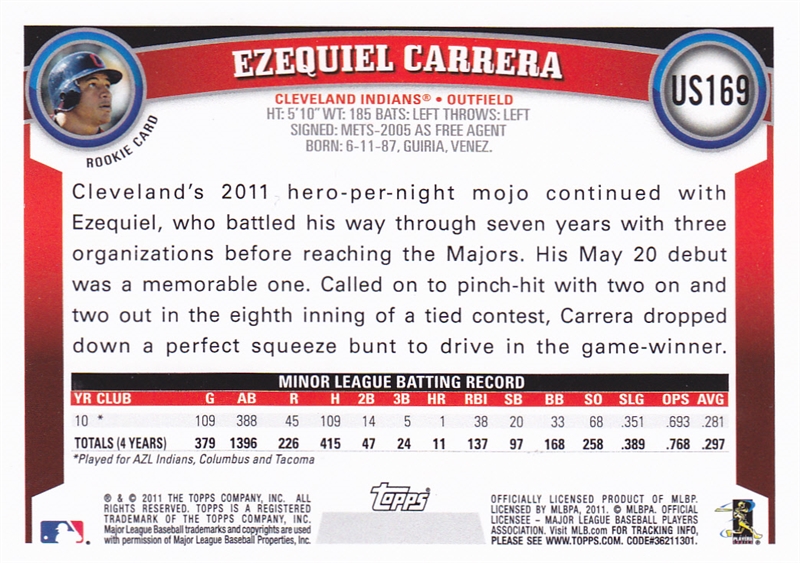 EZEQUIEL CARRERA
US169
ROOKIE CARD
CLEVELAND INDIANS® • OUTFIELD
HT: 5'10" WT: 185 BATS: LEFT THROWS: LEFT
SIGNED: METS-2005 AS FREE AGENT
BORN: 6-11-87, GUIRIA, VENEZ.
Cleveland's 2011 hero-per-night mojo continued with
Ezequiel, who battled his way through seven years with three
organizations before reaching the Majors. His May 20 debut
was a memorable one. Called on to pinch-hit with two on and
two out in the eighth inning of a tied contest, Carrera dropped
down a perfect squeeze bunt to drive in the game-winner.
MINOR LEAGUE BATTING RECORD
YR CLUB G AB R H 2B 3B HR RBI SB BB SO SLG OPS AVG
10 * 109 388 45 109 14 5 1 38 20 33 68 .351 .693 .281
TOTALS (4 YEARS) 379 1396 226 415 47 24 11 137 97 168 258 .389 .768 .297
*Played for AZL Indians, Columbus and Tacoma
® & © 2011 THE TOPPS COMPANY, INC. ALL
RIGHTS RESERVED. TOPPS IS A REGISTERED
TRADEMARK OF THE TOPPS COMPANY, INC.
Major League Baseball trademarks and copyrights are used
with permission of Major League Baseball Properties, Inc.
Topps®
OFFICIALLY LICENSED PRODUCT OF MLBP.
LICENSED BY MLBPA, 2011. © MLBPA. OFFICIAL
LICENSEE – MAJOR LEAGUE BASEBALL PLAYERS
ASSOCIATION. Visit MLB.com FOR TRACKING INFO,
PLEASE SEE WWW.TOPPS.COM. CODE#36211301.
PLAYERS